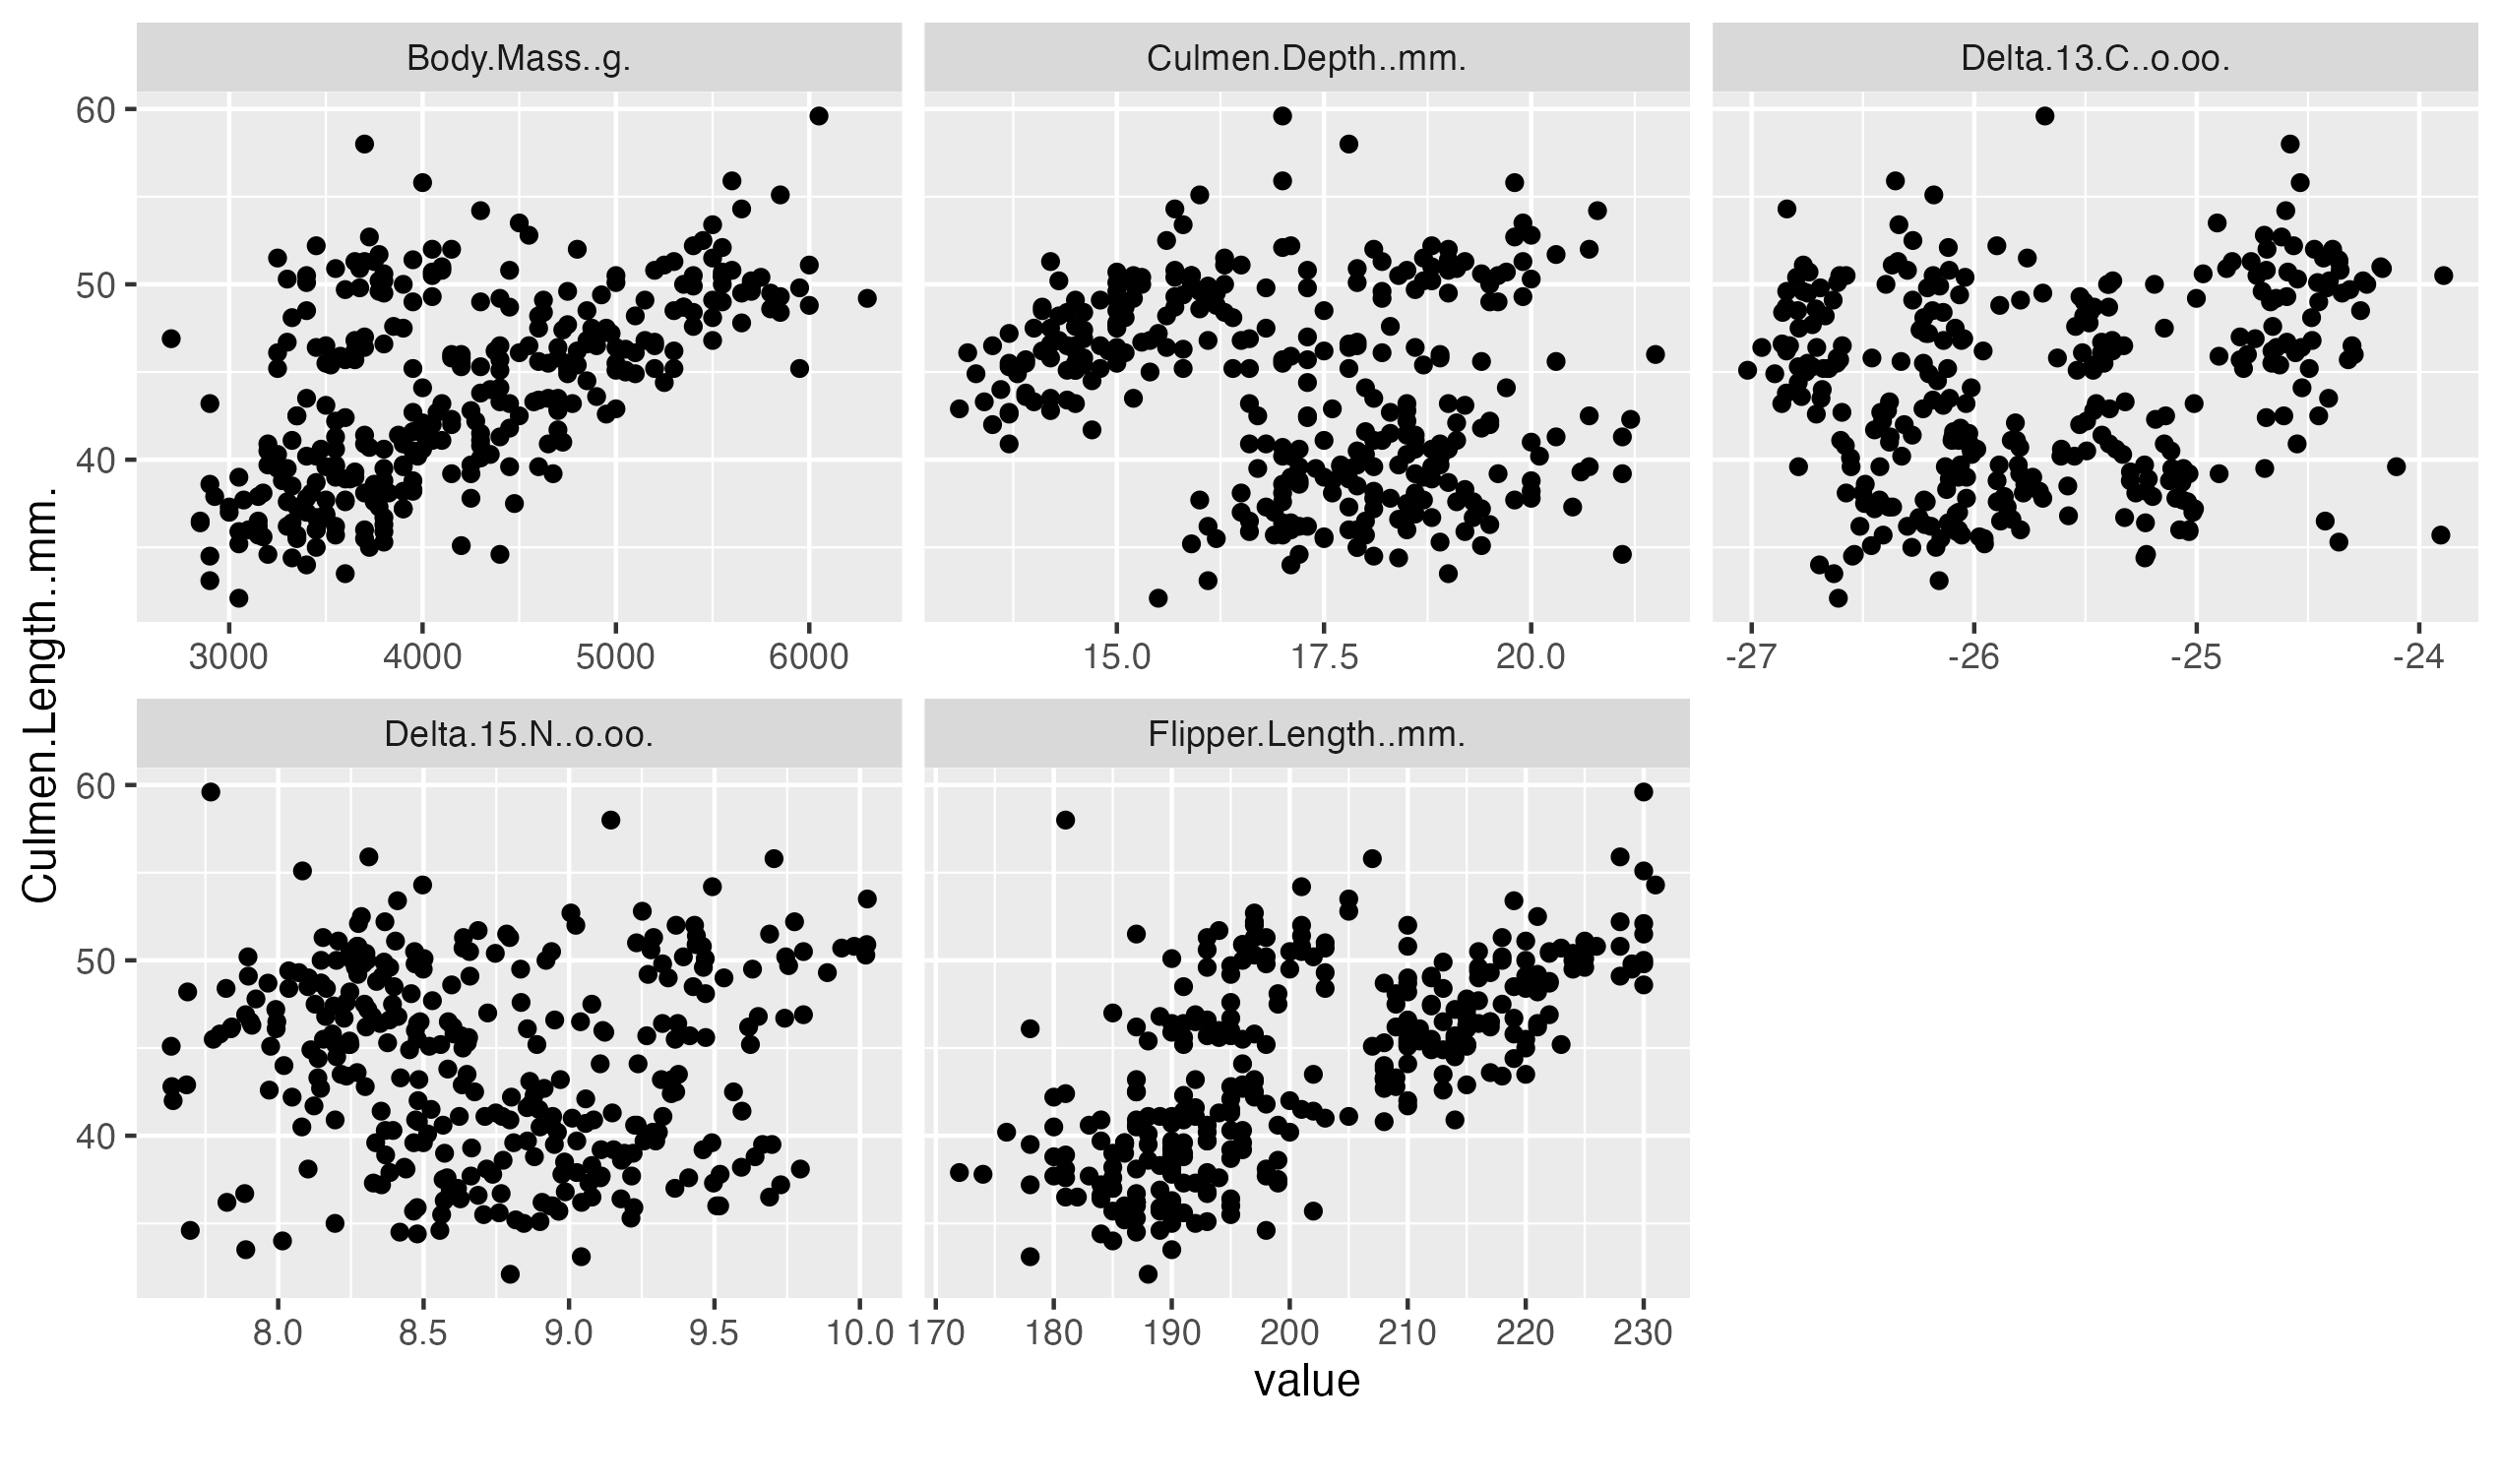 Body.Mass..g. Culmen.Depth..mm. Delta.13.C..o.oo.
60
50
40
3000 4000 5000 6000 15.0 17.5 20.0 -27 -26 -25 -24
Culmen.Length..mm.
Delta.15.N..o.oo. Flipper.Length..mm.
60
50
40
8.0 8.5 9.0 9.5 10.0 170 180 190 200 210 220 230
value